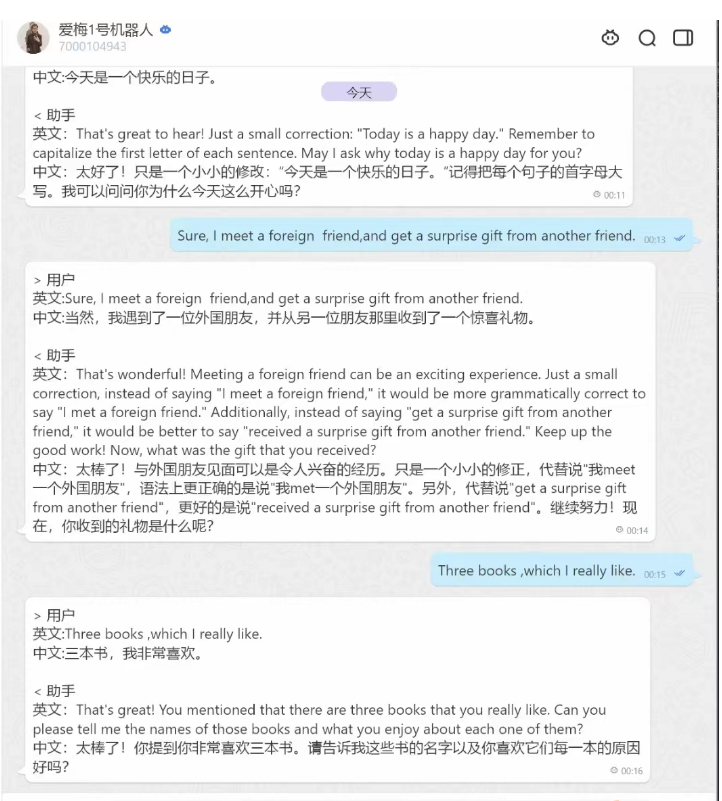 爱梅1号机器人
7000104943
中文:今天是一个快乐的日子。
今天
< 助手
英文：That's great to hear! Just a small correction: "Today is a happy day." Remember to
capitalize the first letter of each sentence. May I ask why today is a happy day for you?
中文：太好了！只是一个小小的修改："今天是一个快乐的日子。"记得把每个句子的首字母大
写。我可以问问你为什么今天这么开心吗？
00:11
Sure, I meet a foreign  friend,and get a surprise gift from another friend.
00:13
> 用户
英文:Sure, I meet a foreign  friend,and get a surprise gift from another friend.
中文:当然，我遇到了一位外国朋友，并从另一位朋友那里收到了一个惊喜礼物。
< 助手
英文：That's wonderful! Meeting a foreign friend can be an exciting experience. Just a small
correction, instead of saying "I meet a foreign friend," it would be more grammatically correct to
say "I met a foreign friend." Additionally, instead of saying "get a surprise gift from another
friend," it would be better to say "received a surprise gift from another friend." Keep up the
good work! Now, what was the gift that you received?
中文：太棒了！与外国朋友见面可以是令人兴奋的经历。只是一个小小的修正，代替说"我meet
一个外国朋友"，语法上更正确的是说"我met一个外国朋友"。另外，代替说"get a surprise gift
from another friend"，更好的是说"received a surprise gift from another friend"。继续努力！现
在，你收到的礼物是什么呢？
00:14
Three books ,which I really like.
00:15
> 用户
英文:Three books ,which I really like.
中文:三本书，我非常喜欢。
< 助手
英文：That's great! You mentioned that there are three books that you really like. Can you
please tell me the names of those books and what you enjoy about each one of them?
中文：太棒了！你提到你非常喜欢三本书。请告诉我这些书的名字以及你喜欢它们每一本的原因
好吗？
00:16